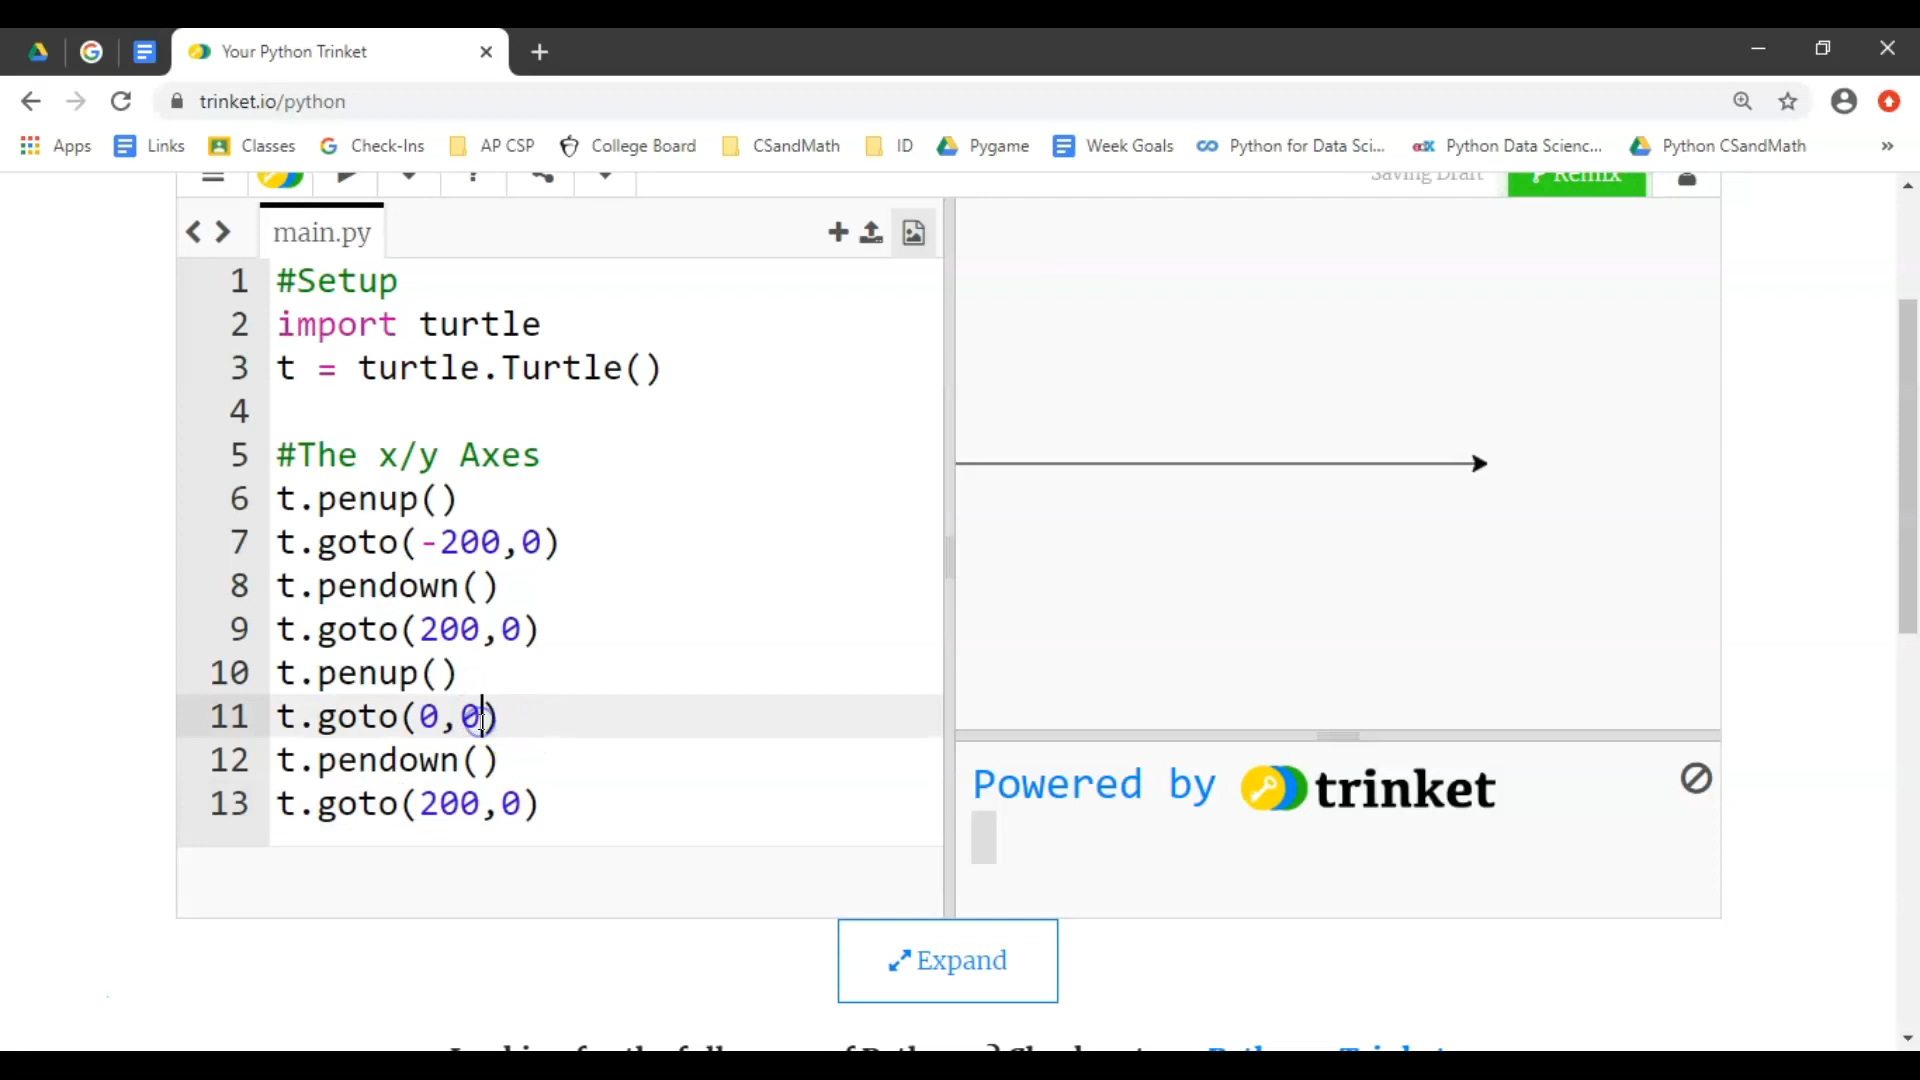 Your Python Trinket
trinket.io/python
Apps Links Classes Check-Ins AP CSP College Board CSandMath ID Pygame Week Goals Python for Data Sci... Python Data Scienc... Python CSandMath »
Saving Draft Remix
main.py
1 #Setup
2 import turtle
3 t = turtle.Turtle()
4
5 #The x/y Axes
6 t.penup()
7 t.goto(-200,0)
8 t.pendown()
9 t.goto(200,0)
10 t.penup()
11 t.goto(0,0)
12 t.pendown()
13 t.goto(200,0)
Powered by trinket
Expand